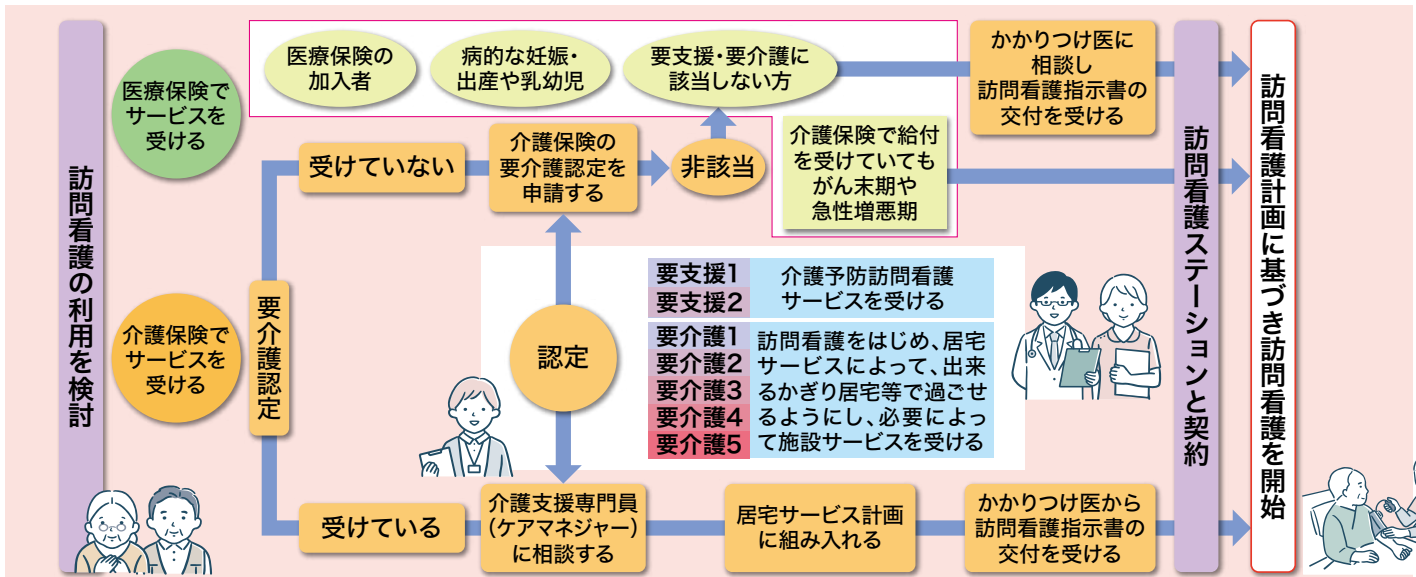 訪問看護の利用を検討
医療保険で
サービスを
受ける
医療保険の
加入者
病的な妊娠・
出産や乳幼児
要支援・要介護に
該当しない方
かかりつけ医に
相談し
訪問看護指示書の
交付を受ける
介護保険で給付
を受けていても
がん末期や
急性増悪期
介護保険で
サービスを
受ける
要介護認定
受けていない
介護保険の
要介護認定を
申請する
非該当
認定
要支援1
要支援2
介護予防訪問看護
サービスを受ける
要介護1
要介護2
要介護3
要介護4
要介護5
訪問看護をはじめ、居宅
サービスによって、出来
るかぎり居宅等で過ごせ
るようにし、必要によっ
て施設サービスを受ける
受けている
介護支援専門員
（ケアマネジャー）
に相談する
居宅サービス計画
に組み入れる
かかりつけ医から
訪問看護指示書の
交付を受ける
訪問看護ステーションと契約
訪問看護計画に基づき訪問看護を開始